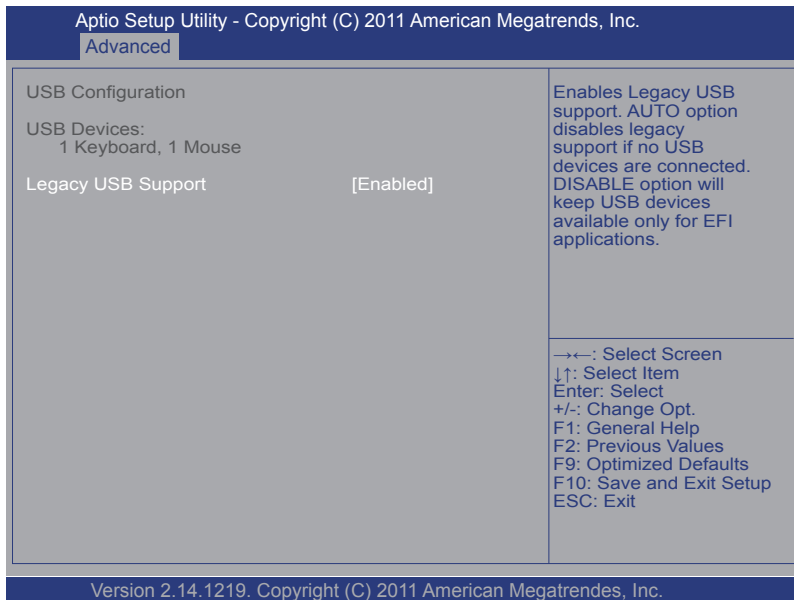 Aptio Setup Utility - Copyright (C) 2011 American Megatrends, Inc.
Advanced
USB Configuration
USB Devices:
1 Keyboard, 1 Mouse
Legacy USB Support [Enabled]
Enables Legacy USB
support. AUTO option
disables legacy
support if no USB
devices are connected.
DISABLE option will
keep USB devices
available only for EFI
applications.
→←: Select Screen
↓↑: Select Item
Enter: Select
+/-: Change Opt.
F1: General Help
F2: Previous Values
F9: Optimized Defaults
F10: Save and Exit Setup
ESC: Exit
Version 2.14.1219. Copyright (C) 2011 American Megatrendes, Inc.